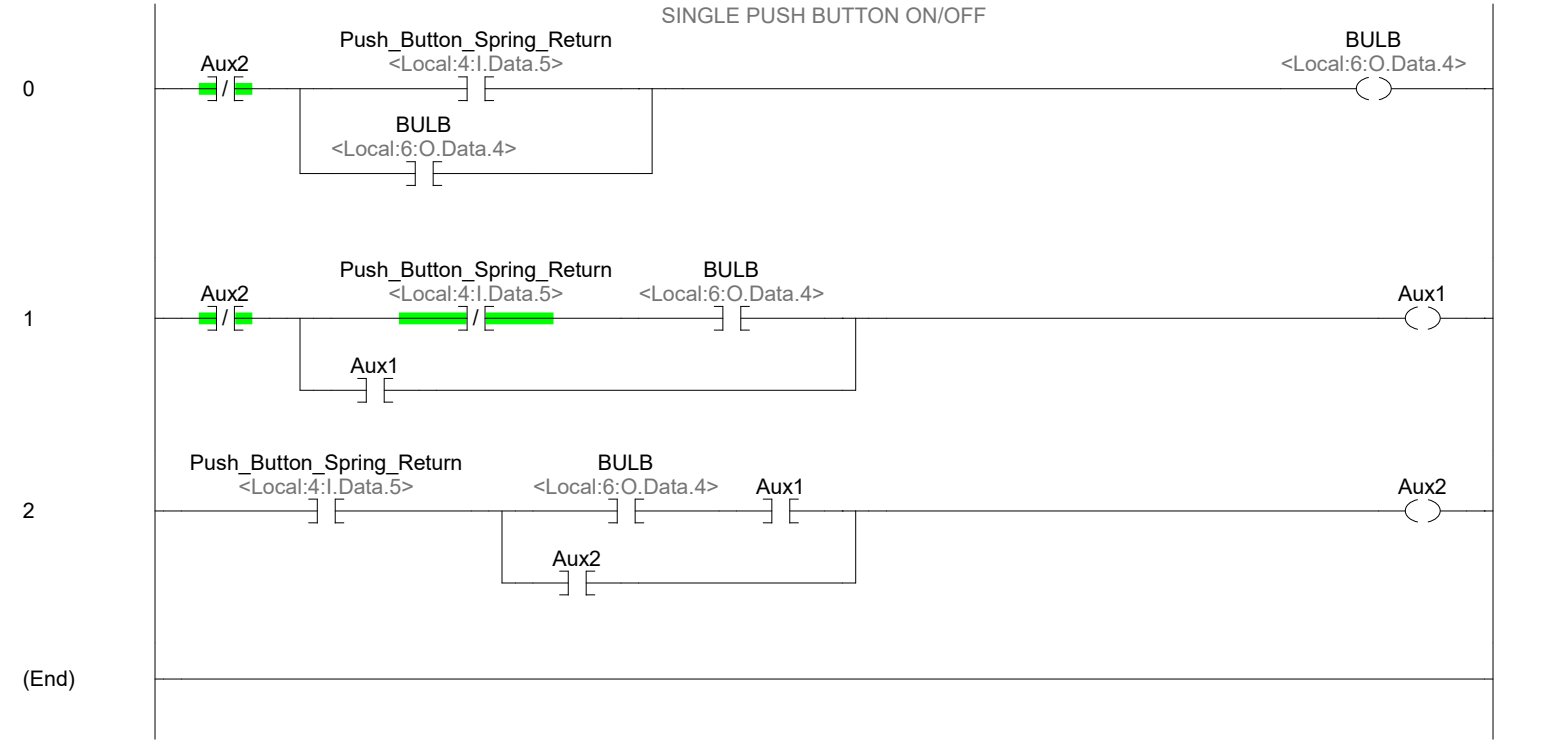 SINGLE PUSH BUTTON ON/OFF
Push_Button_Spring_Return
<Local:4:I.Data.5>
BULB
<Local:6:O.Data.4>
Aux2
0
/
BULB
<Local:6:O.Data.4>
Push_Button_Spring_Return
<Local:4:I.Data.5>
BULB
<Local:6:O.Data.4>
Aux2
Aux1
1
/
/
Aux1
Push_Button_Spring_Return
<Local:4:I.Data.5>
BULB
<Local:6:O.Data.4>
Aux1
Aux2
2
Aux2
(End)